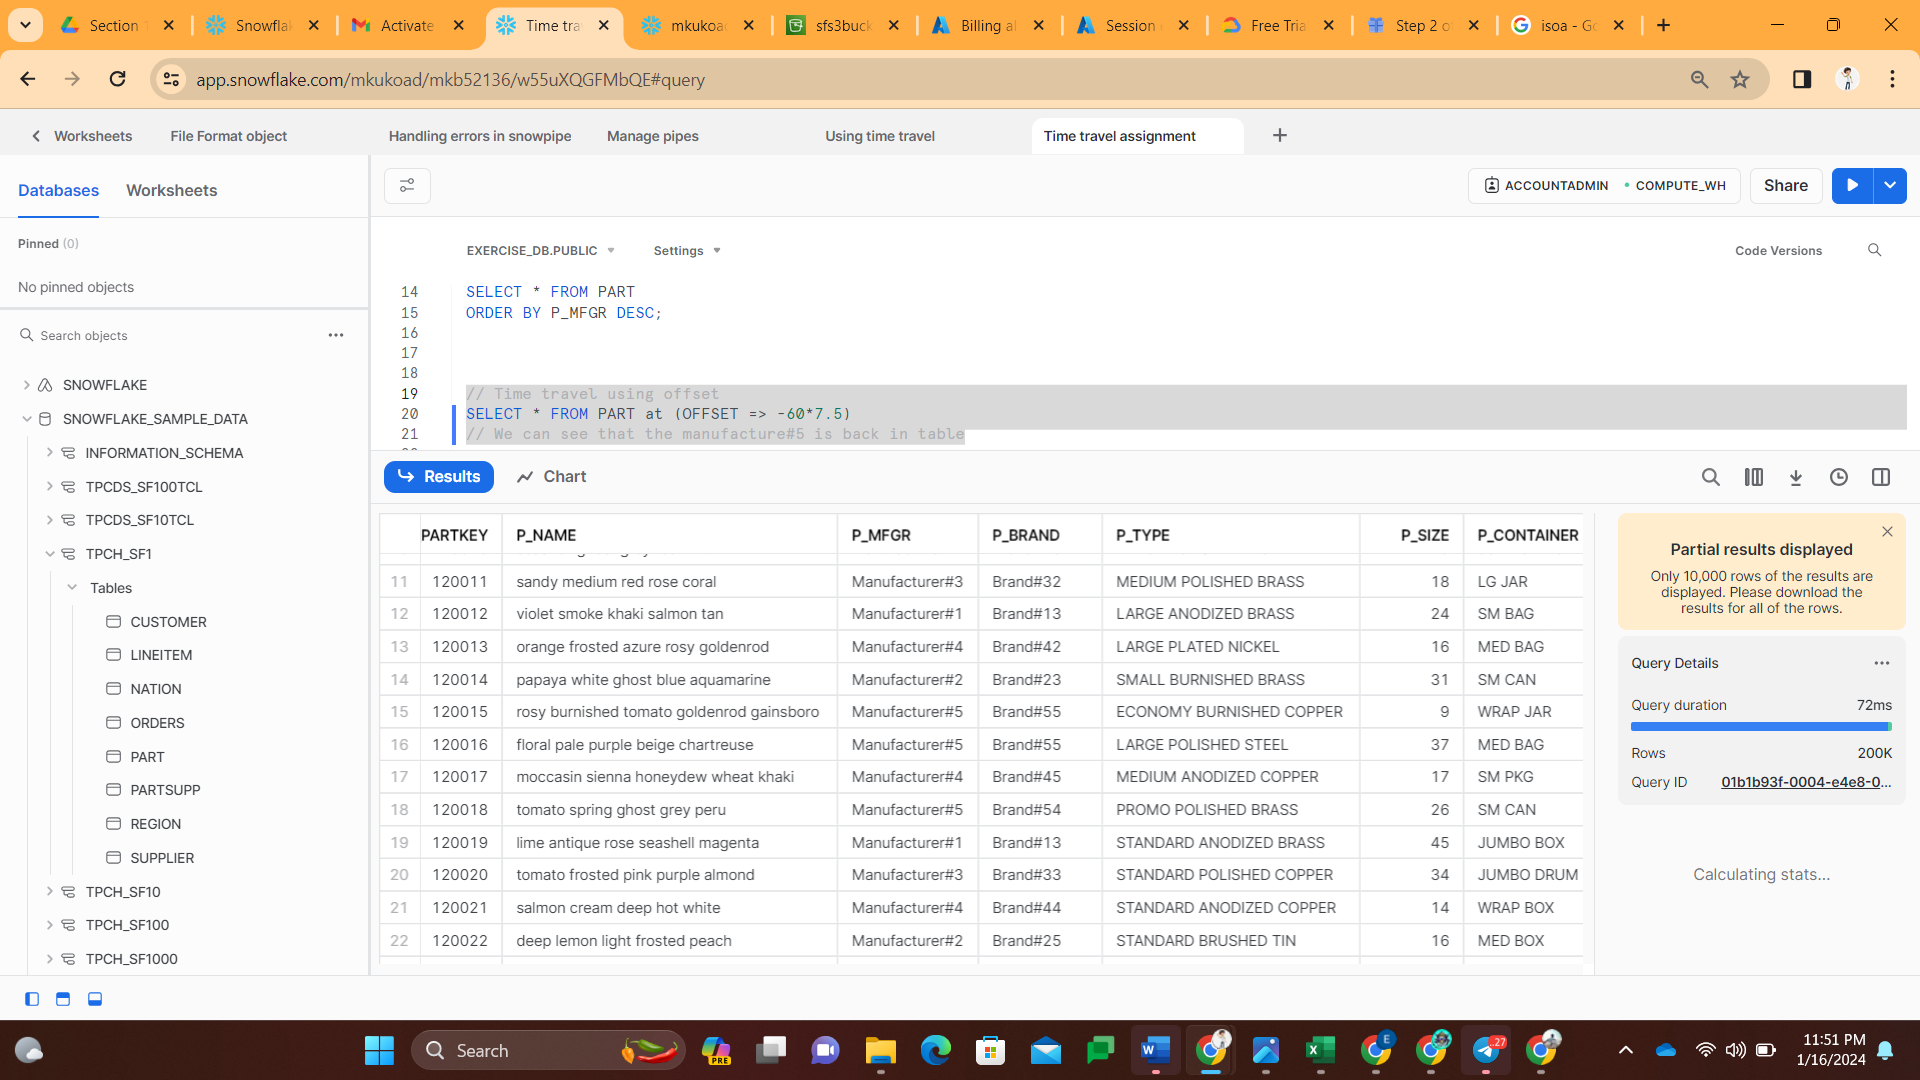 Section
Snowfla
Activate
Time tra
mkukoa
sfs3buck
Billing al
Session
Free Tria
Step 2 o
isoa - Go
app.snowflake.com/mkukoad/mkb52136/w55uXQGFMbQE#query
Worksheets
File Format object
Handling errors in snowpipe
Manage pipes
Using time travel
Time travel assignment
Databases
Worksheets
ACCOUNTADMIN
COMPUTE_WH
Share
Pinned (0)
No pinned objects
Search objects
SNOWFLAKE
SNOWFLAKE_SAMPLE_DATA
INFORMATION_SCHEMA
TPCDS_SF100TCL
TPCDS_SF10TCL
TPCH_SF1
Tables
CUSTOMER
LINEITEM
NATION
ORDERS
PART
PARTSUPP
REGION
SUPPLIER
TPCH_SF10
TPCH_SF100
TPCH_SF1000
EXERCISE_DB.PUBLIC
Settings
Code Versions
14 SELECT * FROM PART
15 ORDER BY P_MFGR DESC;
16
17
18
19 // Time travel using offset
20 SELECT * FROM PART at (OFFSET => -60*7.5)
21 // We can see that the manufacture#5 is back in table
Results
Chart
PARTKEY P_NAME P_MFGR P_BRAND P_TYPE P_SIZE P_CONTAINER
11 120011 sandy medium red rose coral Manufacturer#3 Brand#32 MEDIUM POLISHED BRASS 18 LG JAR
12 120012 violet smoke khaki salmon tan Manufacturer#1 Brand#13 LARGE ANODIZED BRASS 24 SM BAG
13 120013 orange frosted azure rosy goldenrod Manufacturer#4 Brand#42 LARGE PLATED NICKEL 16 MED BAG
14 120014 papaya white ghost blue aquamarine Manufacturer#2 Brand#23 SMALL BURNISHED BRASS 31 SM CAN
15 120015 rosy burnished tomato goldenrod gainsboro Manufacturer#5 Brand#55 ECONOMY BURNISHED COPPER 9 WRAP JAR
16 120016 floral pale purple beige chartreuse Manufacturer#5 Brand#55 LARGE POLISHED STEEL 37 MED BAG
17 120017 moccasin sienna honeydew wheat khaki Manufacturer#4 Brand#45 MEDIUM ANODIZED COPPER 17 SM PKG
18 120018 tomato spring ghost grey peru Manufacturer#5 Brand#54 PROMO POLISHED BRASS 26 SM CAN
19 120019 lime antique rose seashell magenta Manufacturer#1 Brand#13 STANDARD ANODIZED BRASS 45 JUMBO BOX
20 120020 tomato frosted pink purple almond Manufacturer#3 Brand#33 STANDARD POLISHED COPPER 34 JUMBO DRUM
21 120021 salmon cream deep hot white Manufacturer#4 Brand#44 STANDARD ANODIZED COPPER 14 WRAP BOX
22 120022 deep lemon light frosted peach Manufacturer#2 Brand#25 STANDARD BRUSHED TIN 16 MED BOX
Partial results displayed
Only 10,000 rows of the results are
displayed. Please download the
results for all of the rows.
Query Details
Query duration 72ms
Rows 200K
Query ID 01b1b93f-0004-e4e8-0...
Calculating stats...
Search
PRE
27
11:51 PM
1/16/2024